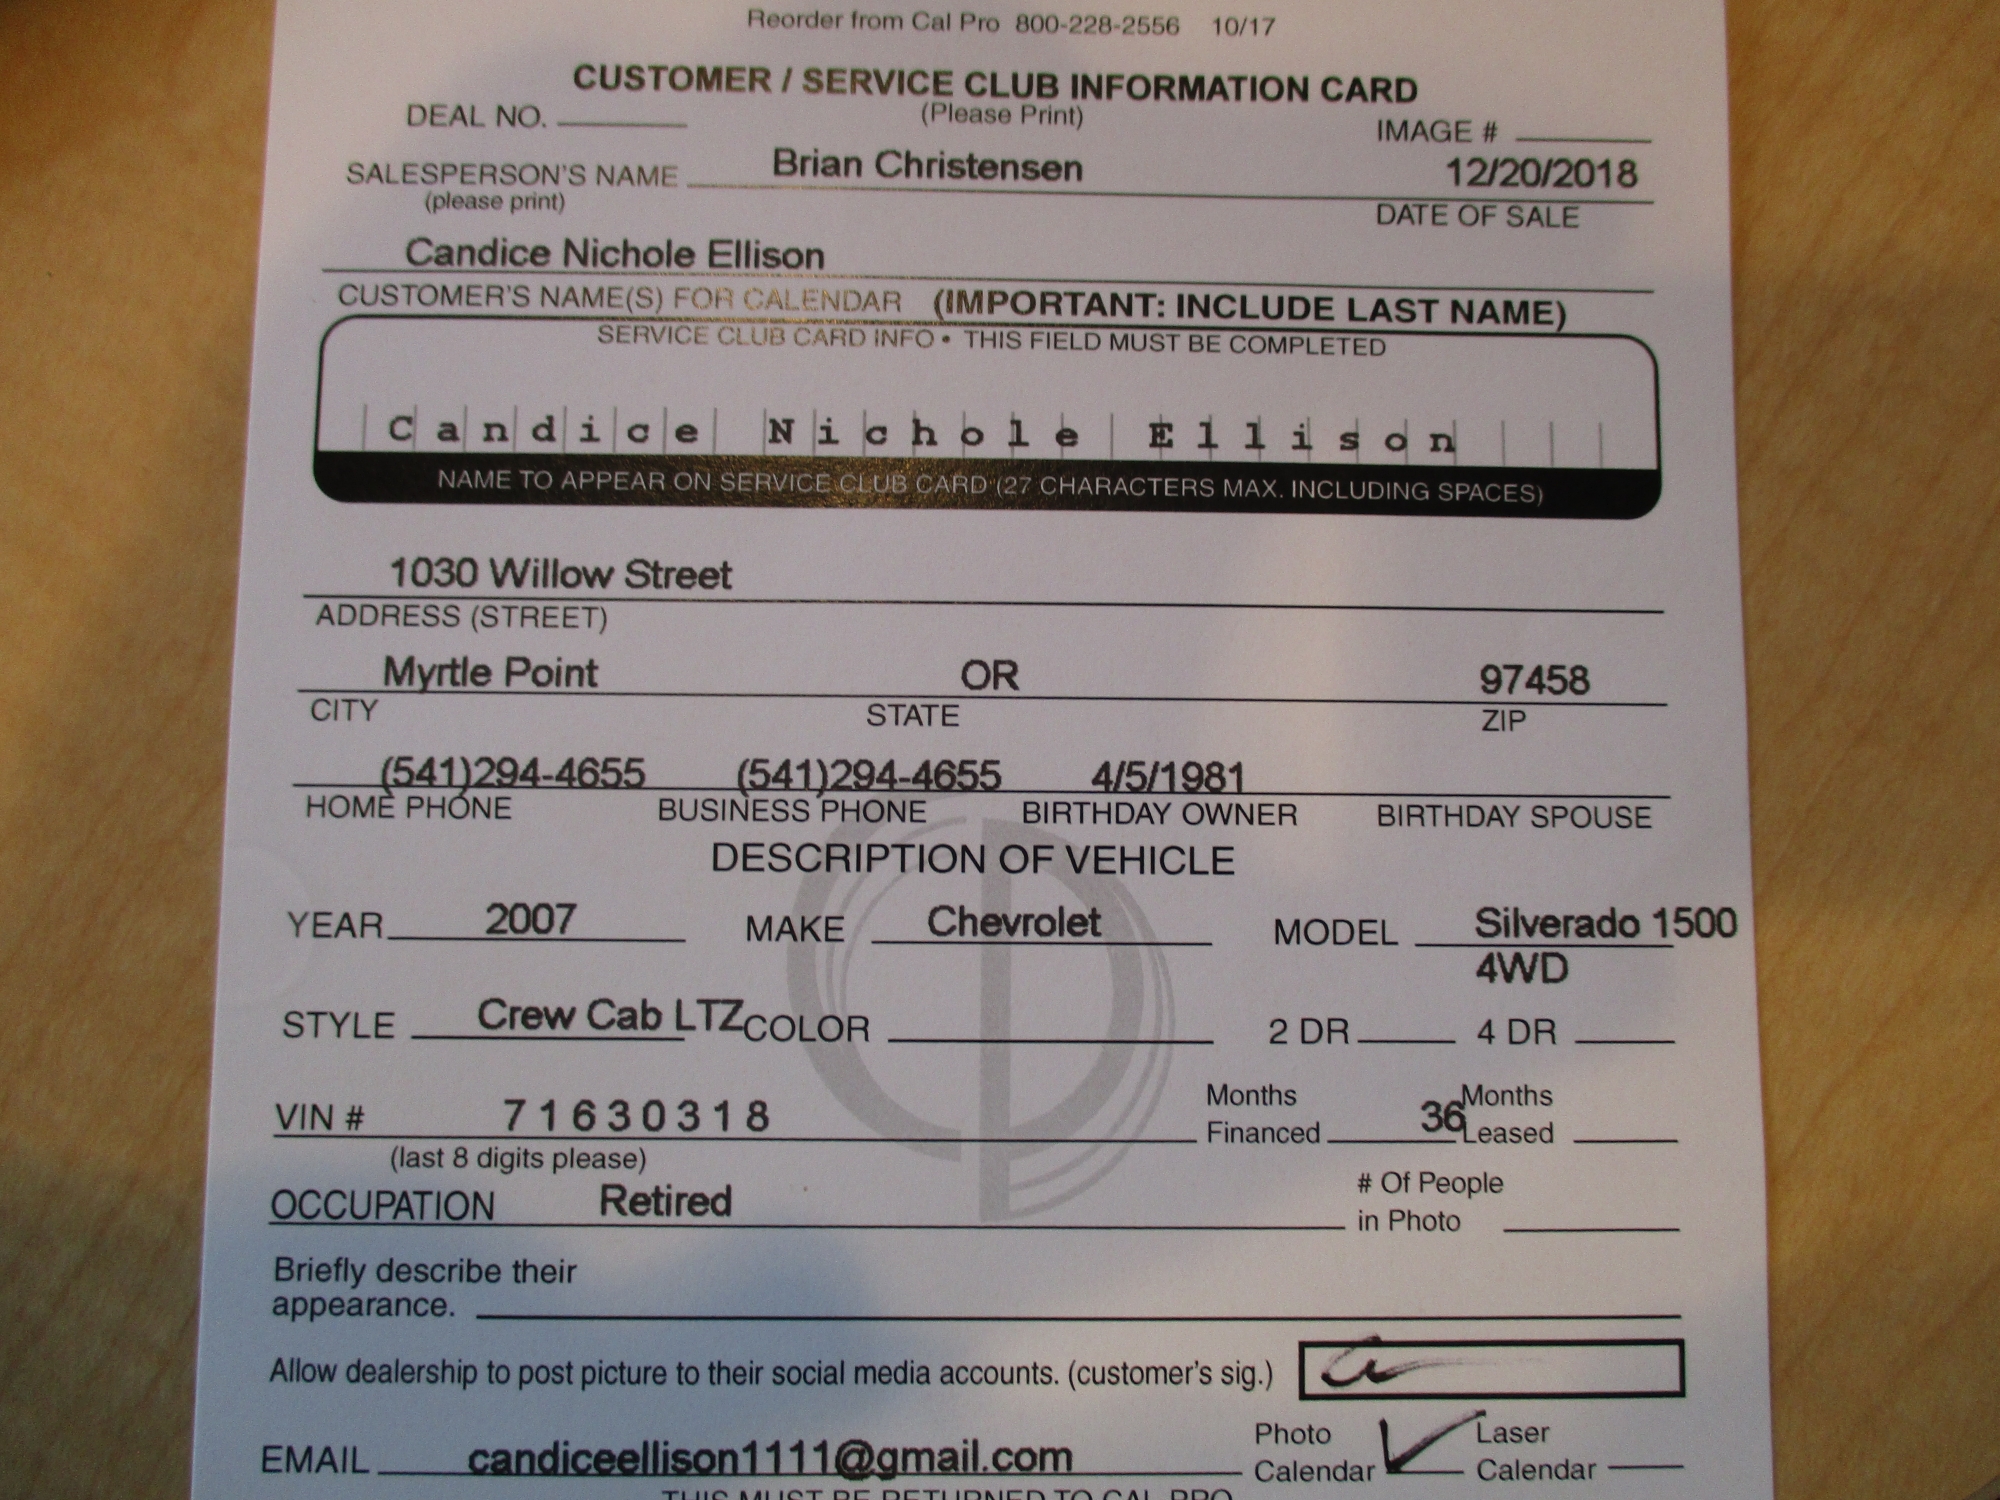 Reorder from Cal Pro 800-228-2556 10/17
CUSTOMER / SERVICE CLUB INFORMATION CARD
DEAL NO. (Please Print) IMAGE #
SALESPERSON'S NAME Brian Christensen 12/20/2018
(please print) DATE OF SALE
Candice Nichole Ellison
CUSTOMER'S NAME(S) FOR CALENDAR (IMPORTANT: INCLUDE LAST NAME)
SERVICE CLUB CARD INFO • THIS FIELD MUST BE COMPLETED
Candice Nichole Ellison
NAME TO APPEAR ON SERVICE CLUB CARD (27 CHARACTERS MAX. INCLUDING SPACES)
1030 Willow Street
ADDRESS (STREET)
Myrtle Point OR 97458
CITY STATE ZIP
(541)294-4655 (541)294-4655 4/5/1981
HOME PHONE BUSINESS PHONE BIRTHDAY OWNER BIRTHDAY SPOUSE
DESCRIPTION OF VEHICLE
YEAR 2007 MAKE Chevrolet MODEL Silverado 1500
4WD
STYLE Crew Cab LTZ COLOR 2 DR 4 DR
VIN # 71630318 Months Financed 36 Months Leased
(last 8 digits please)
OCCUPATION Retired # Of People in Photo
Briefly describe their
appearance.
Allow dealership to post picture to their social media accounts. (customer's sig.)
EMAIL candiceellison1111@gmail.com Photo Calendar Laser Calendar
THIS MUST BE RETURNED TO CAL PRO